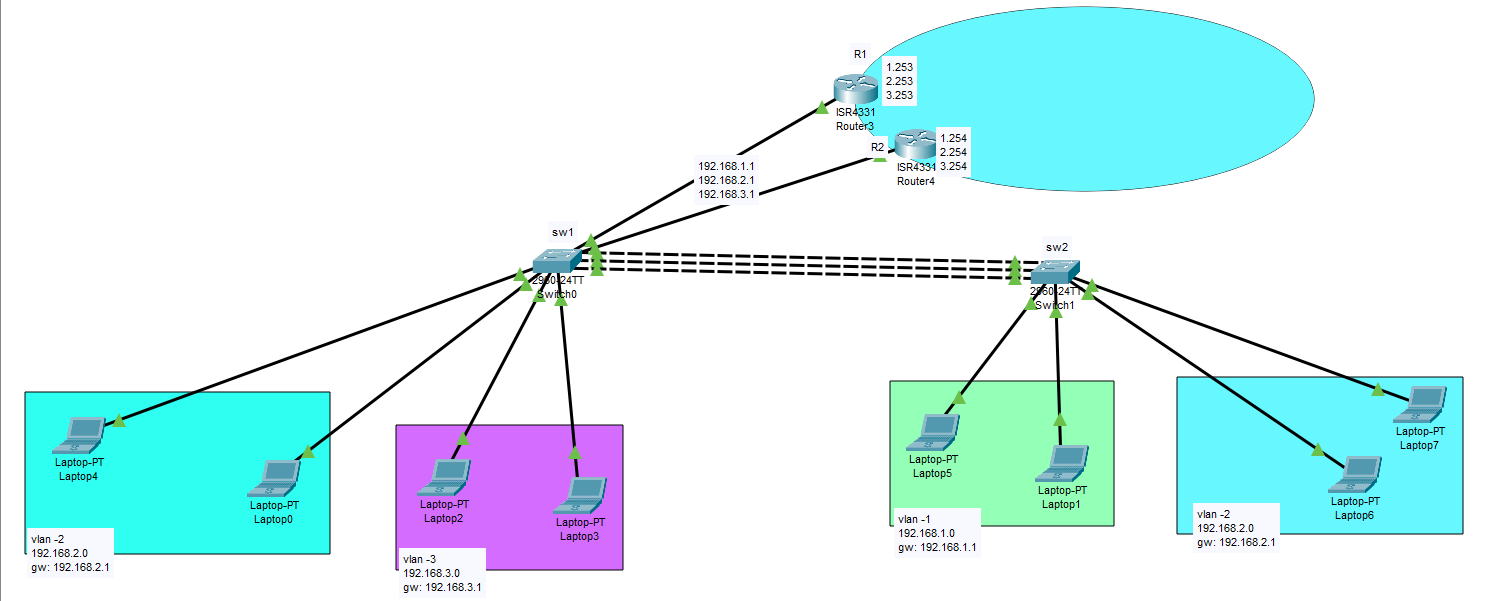 R1
1.253
2.253
3.253
ISR4331
Router3
R2
1.254
2.254
3.254
ISR4331
Router4
192.168.1.1
192.168.2.1
192.168.3.1
sw1
2960-24TT
Switch0
sw2
2960-24TT
Switch1
Laptop-PT
Laptop4
Laptop-PT
Laptop0
vlan -2
192.168.2.0
gw: 192.168.2.1
Laptop-PT
Laptop2
Laptop-PT
Laptop3
vlan -3
192.168.3.0
gw: 192.168.3.1
Laptop-PT
Laptop5
Laptop-PT
Laptop1
vlan -1
192.168.1.0
gw: 192.168.1.1
Laptop-PT
Laptop7
Laptop-PT
Laptop6
vlan -2
192.168.2.0
gw: 192.168.2.1